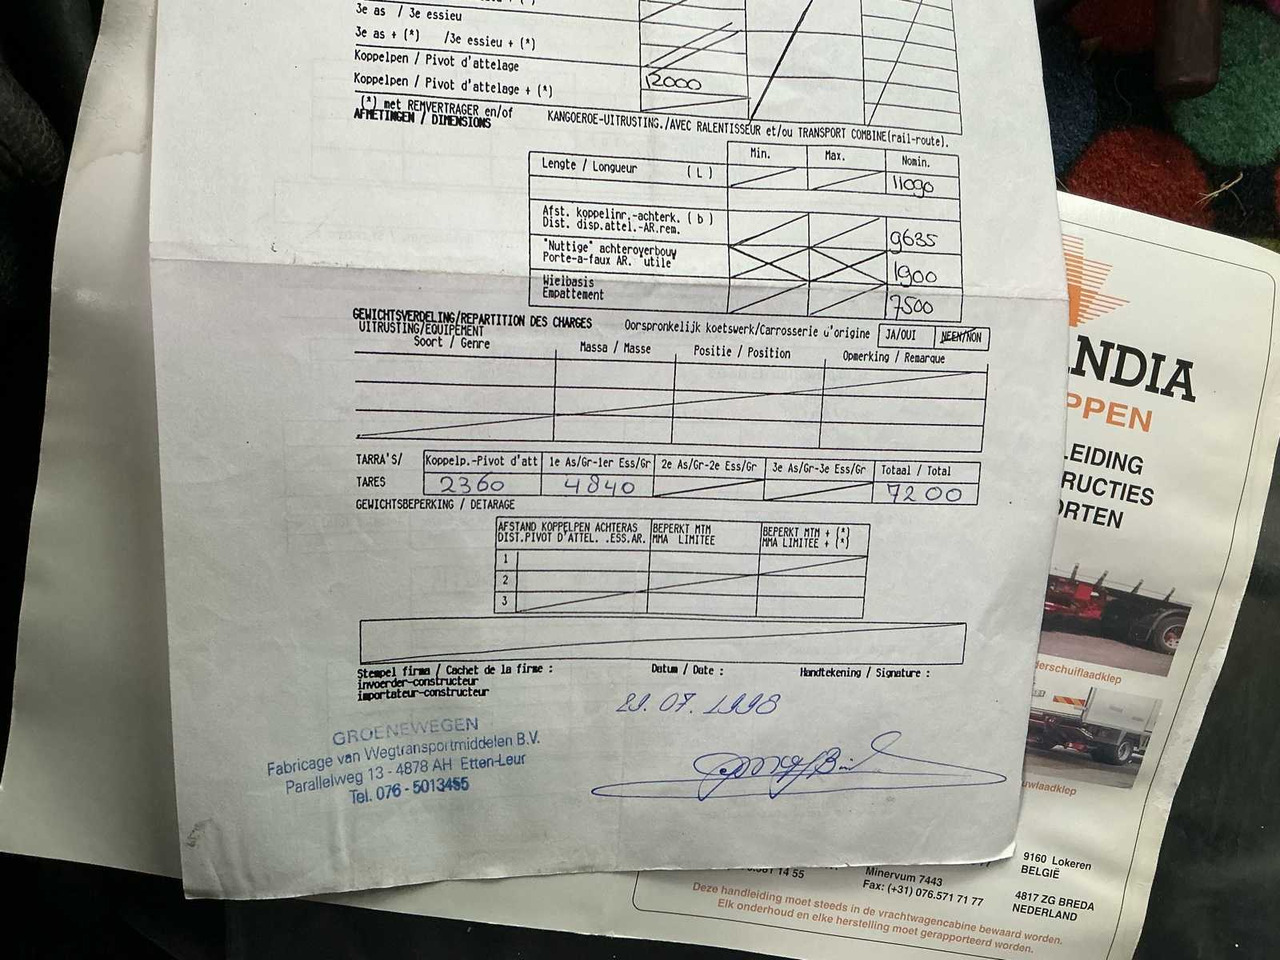 3e as / 3e essieu
3e as + (*) /3e essieu + (*)
Koppelpen / Pivot d'attelage
Koppelpen / Pivot d'attelage + (*)
12000
(*) met REMVERTRAGER en/of KANGOEROE-UITRUSTING./AVEC RALENTISSEUR et/ou TRANSPORT COMBINE(rail-route).
AFMETINGEN / DIMENSIONS
Min. Max. Nomin.
Lengte / Longueur (L) 11090
Afst. koppelinr.-achterk. (b)
Dist. disp.attel.-AR.rem. 9635
"Nuttige" achteroverbouw
Porte-a-faux AR. "utile" 1900
Wielbasis
Empattement 7500
GEWICHTSVERDELING/REPARTITION DES CHARGES
Oorspronkelijk koetswerk/Carrosserie d'origine JA/OUI NEEN/NON
UITRUSTING/EQUIPEMENT
Soort / Genre Massa / Masse Positie / Position Opmerking / Remarque
TARRA'S/ Koppelp.-Pivot d'att 1e As/Gr-1er Ess/Gr 2e As/Gr-2e Ess/Gr 3e As/Gr-3e Ess/Gr Totaal / Total
TARES 2360 4840 7200
GEWICHTSBEPERKING / DETARAGE
AFSTAND KOPPELPEN ACHTERAS BEPERKT MTM BEPERKT MTM + (*)
DIST.PIVOT D'ATTEL. .ESS.AR. MMA LIMITEE MMA LIMITEE + (*)
1
2
3
Stempel firma / Cachet de la firme : Datum / Date : Handtekening / Signature :
invoerder-constructeur
importateur-constructeur
29.07.1998
GROENEWEGEN
Fabricage van Wegtransportmiddelen B.V.
Parallelweg 13 - 4878 AH Etten-Leur
Tel. 076 - 5013455
NDIA
PPEN
LEIDING
RUCTIES
ORTEN
derschuiflaadklep
uwlaadklep
14 55
Minervum 7443
Fax: (+31) 076.571 71 77
9160 Lokeren
BELGIË
4817 ZG BREDA
NEDERLAND
Deze handleiding moet steeds in de vrachtwagencabine bewaard worden.
Elk onderhoud en elke herstelling moet gerapporteerd worden.